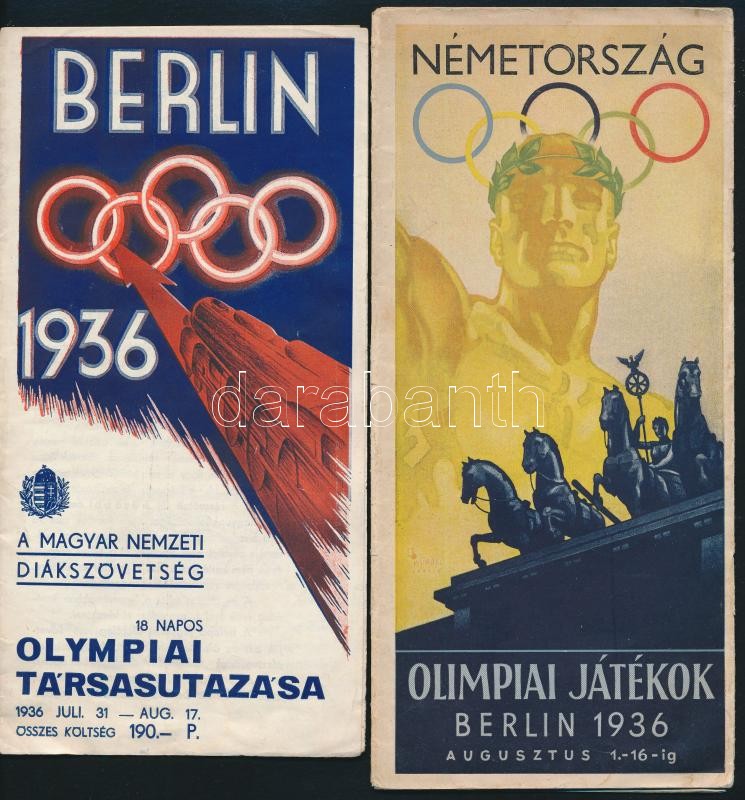 BERLIN
1936
A MAGYAR NEMZETI
DIÁKSZÖVETSÉG
18 NAPOS
OLYMPIAI
TÁRSASUTAZÁSA
1936 JULI. 31 — AUG. 17.
ÖSSZES KÖLTSÉG 190.— P.
NÉMETORSZÁG
OLIMPIAI JÁTÉKOK
BERLIN 1936
AUGUSZTUS 1.-16-ig
darabanth